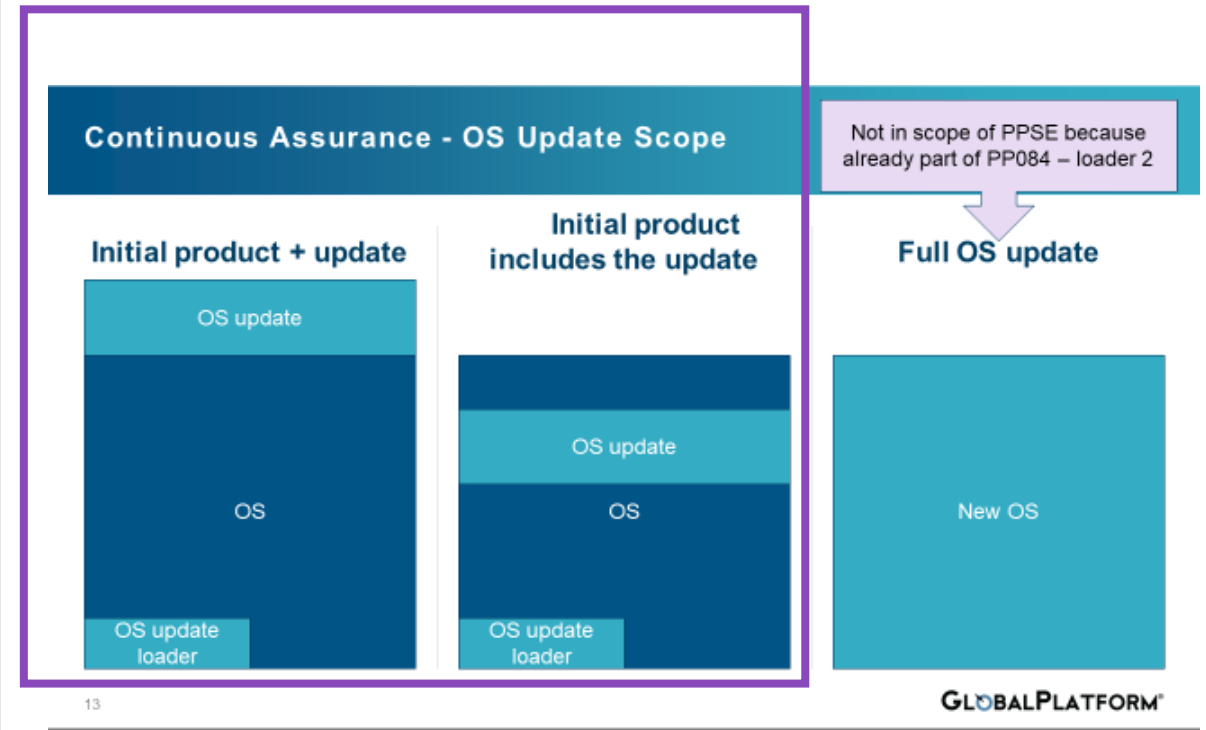 Continuous Assurance - OS Update Scope
Not in scope of PPSE because
already part of PP084 – loader 2
Initial product + update
Initial product
includes the update
Full OS update
OS update
OS
OS update
loader
OS update
OS
OS update
loader
New OS
13
GLOBALPLATFORM®